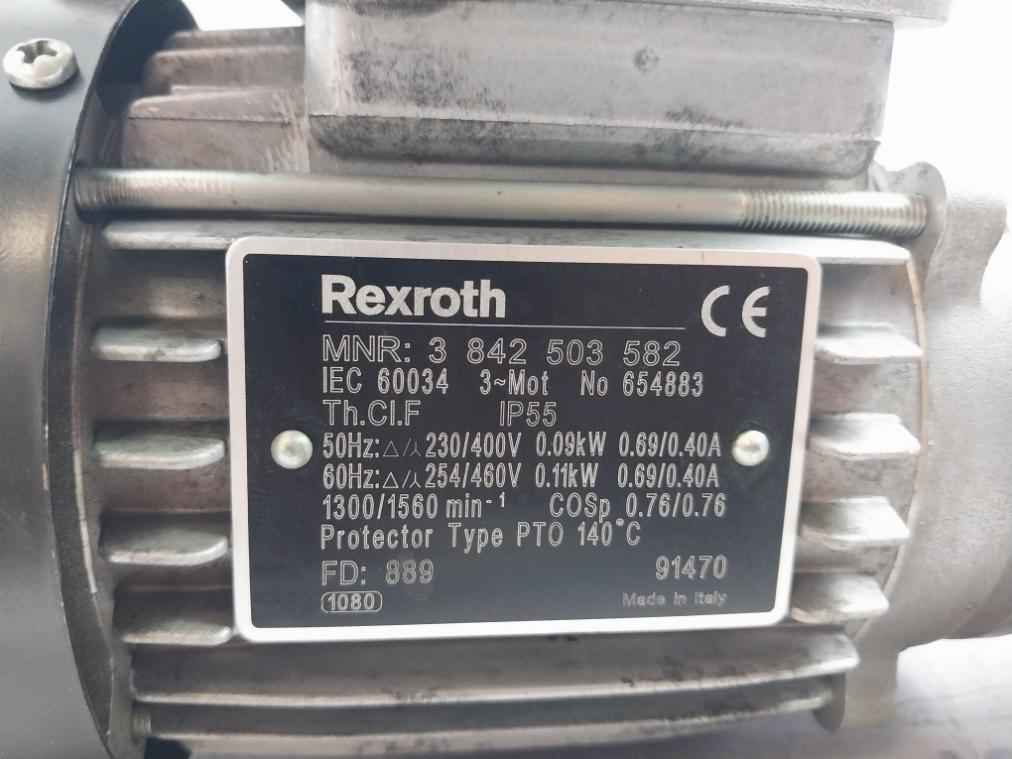 Rexroth
CE
MNR: 3 842 503 582
IEC 60034 3~Mot No 654883
Th.Cl.F IP55
50Hz:△/⅄ 230/400V 0.09kW 0.69/0.40A
60Hz:△/⅄ 254/460V 0.11kW 0.69/0.40A
1300/1560 min-¹ COSp 0.76/0.76
Protector Type PTO 140°C
FD: 889 91470
1080 Made in Italy